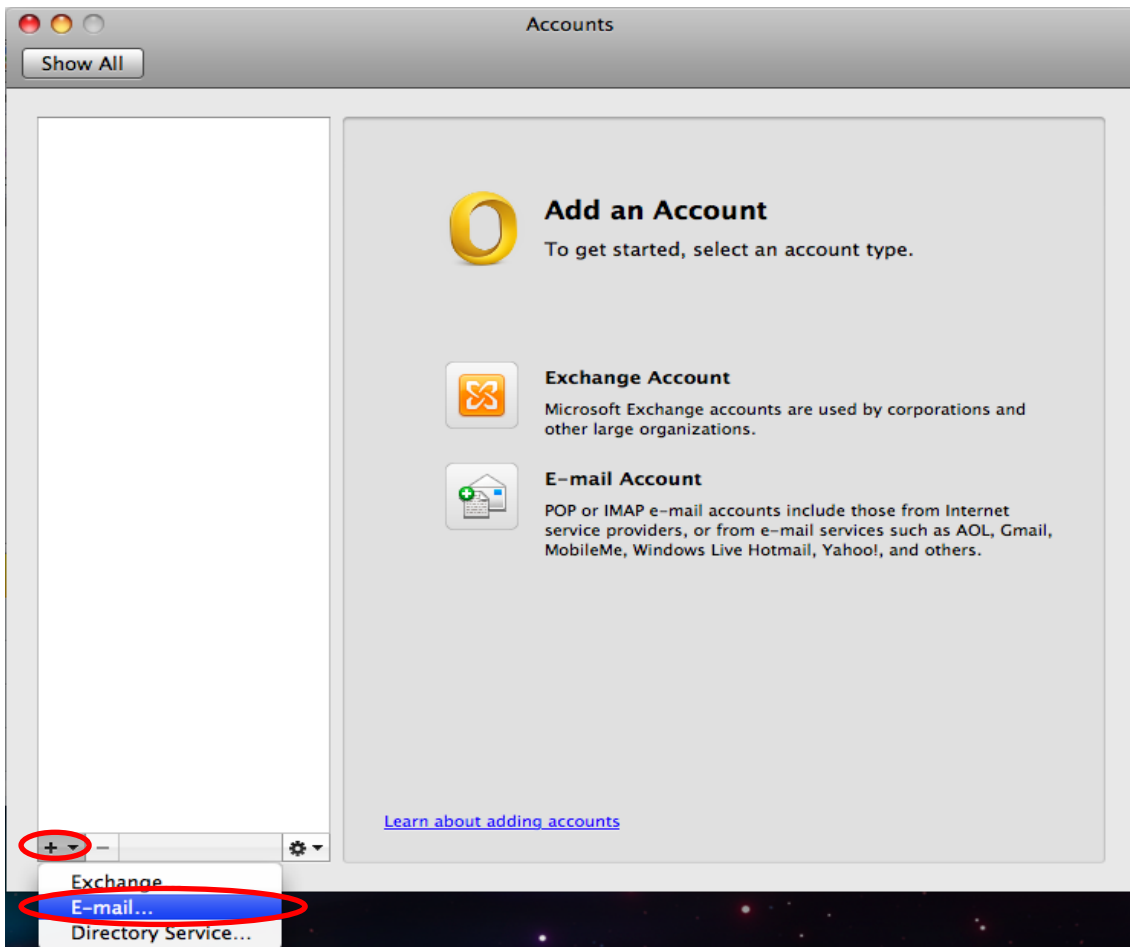 Accounts
Show All
Add an Account
To get started, select an account type.
Exchange Account
Microsoft Exchange accounts are used by corporations and
other large organizations.
E-mail Account
POP or IMAP e-mail accounts include those from Internet
service providers, or from e-mail services such as AOL, Gmail,
MobileMe, Windows Live Hotmail, Yahoo!, and others.
Learn about adding accounts
+ –
Exchange...
E-mail...
Directory Service...